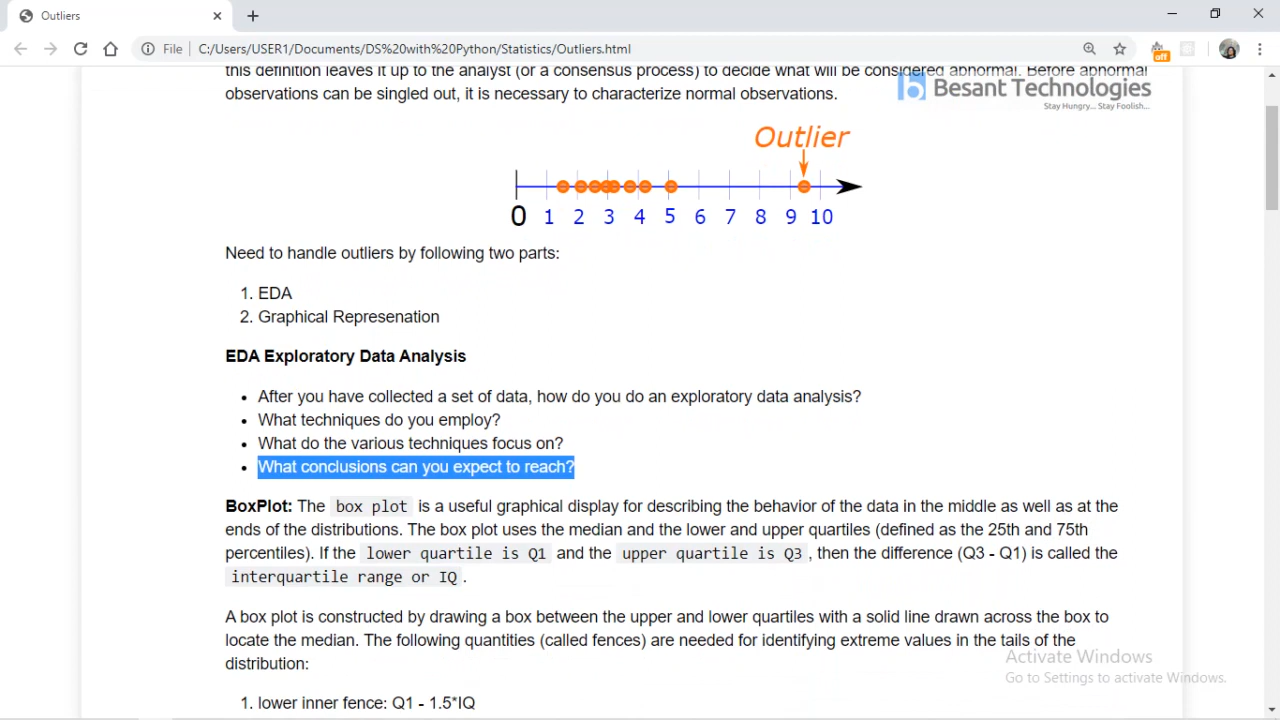 Outliers
File C:/Users/USER1/Documents/DS%20with%20Python/Statistics/Outliers.html
off
this definition leaves it up to the analyst (or a consensus process) to decide what will be considered abnormal. Before abnormal
observations can be singled out, it is necessary to characterize normal observations.
Besant Technologies
Stay Hungry... Stay Foolish...
Outlier
0 1 2 3 4 5 6 7 8 9 10
Need to handle outliers by following two parts:
1. EDA
2. Graphical Represenation
EDA Exploratory Data Analysis
• After you have collected a set of data, how do you do an exploratory data analysis?
• What techniques do you employ?
• What do the various techniques focus on?
• What conclusions can you expect to reach?
BoxPlot: The box plot is a useful graphical display for describing the behavior of the data in the middle as well as at the
ends of the distributions. The box plot uses the median and the lower and upper quartiles (defined as the 25th and 75th
percentiles). If the lower quartile is Q1 and the upper quartile is Q3, then the difference (Q3 - Q1) is called the
interquartile range or IQ.
A box plot is constructed by drawing a box between the upper and lower quartiles with a solid line drawn across the box to
locate the median. The following quantities (called fences) are needed for identifying extreme values in the tails of the
distribution:
Activate Windows
Go to Settings to activate Windows.
1. lower inner fence: Q1 - 1.5*IQ